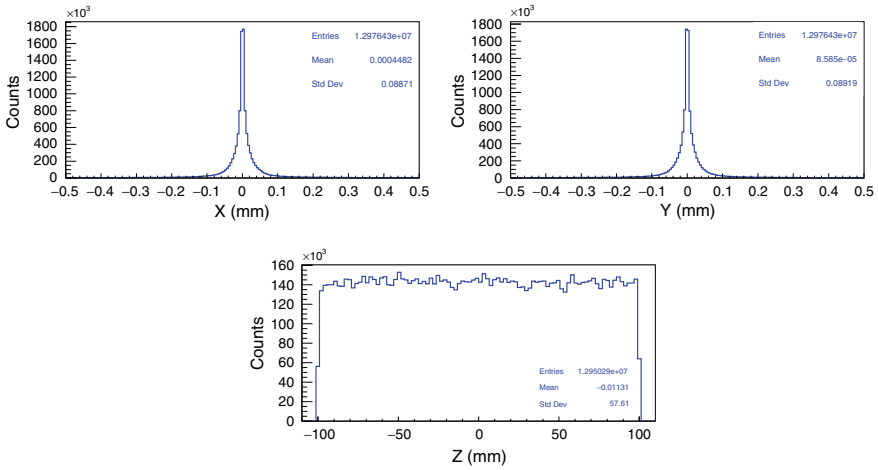 ×10³
1800
1600
1400
1200
1000
800
600
400
200
0
Counts
Entries 1.297643e+07
Mean 0.0004482
Std Dev 0.08871
−0.5 −0.4 −0.3 −0.2 −0.1 0 0.1 0.2 0.3 0.4 0.5
X (mm)
×10³
1800
1600
1400
1200
1000
800
600
400
200
0
Counts
Entries 1.297643e+07
Mean 8.585e−05
Std Dev 0.08919
−0.5 −0.4 −0.3 −0.2 −0.1 0 0.1 0.2 0.3 0.4 0.5
Y (mm)
×10³
160
140
120
100
80
60
40
20
0
Counts
Entries 1.295029e+07
Mean −0.01131
Std Dev 57.61
−100 −50 0 50 100
Z (mm)